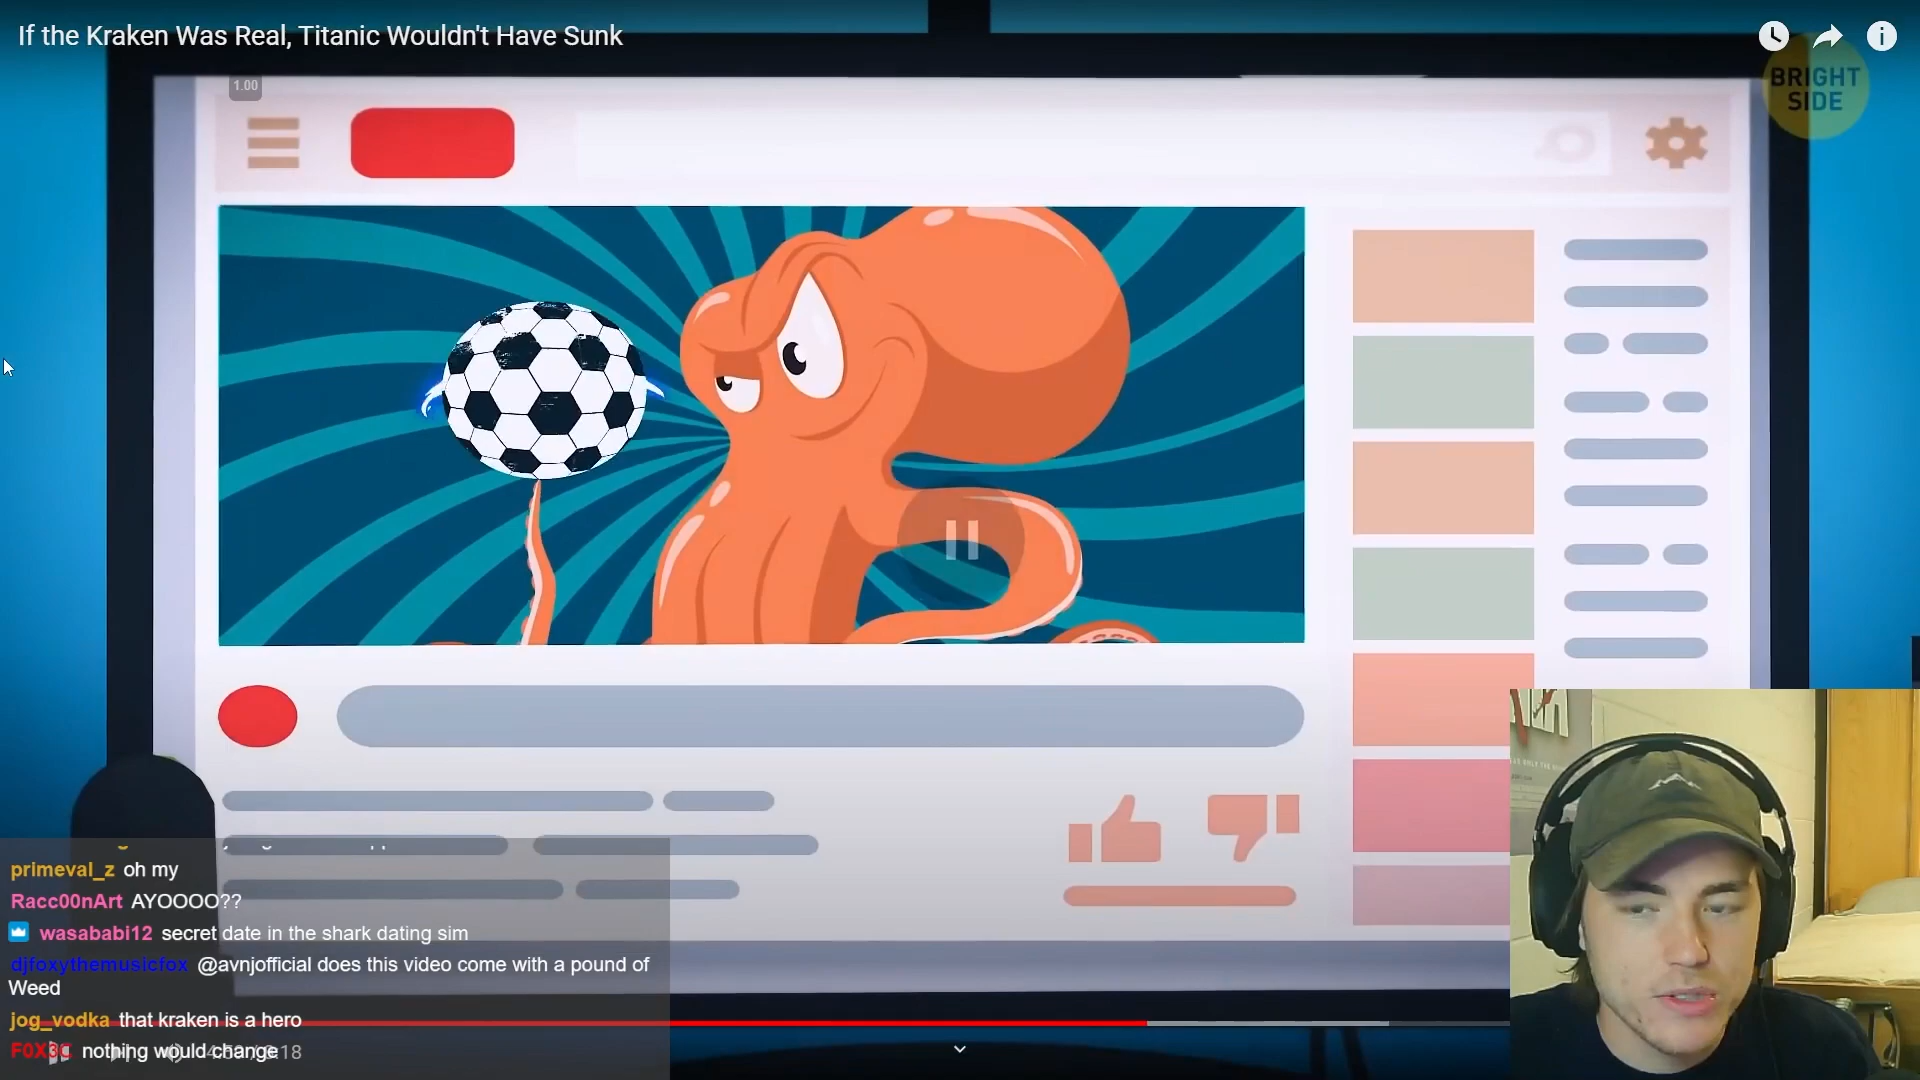 If the Kraken Was Real, Titanic Wouldn't Have Sunk
BRIGHT
SIDE
1.00
primeval_z oh my
Racc00nArt AYOOOO??
wasababi12 secret date in the shark dating sim
djfoxythemusicfox @avnjofficial does this video come with a pound of
Weed
jog_vodka that kraken is a hero
F0X3C nothing would change